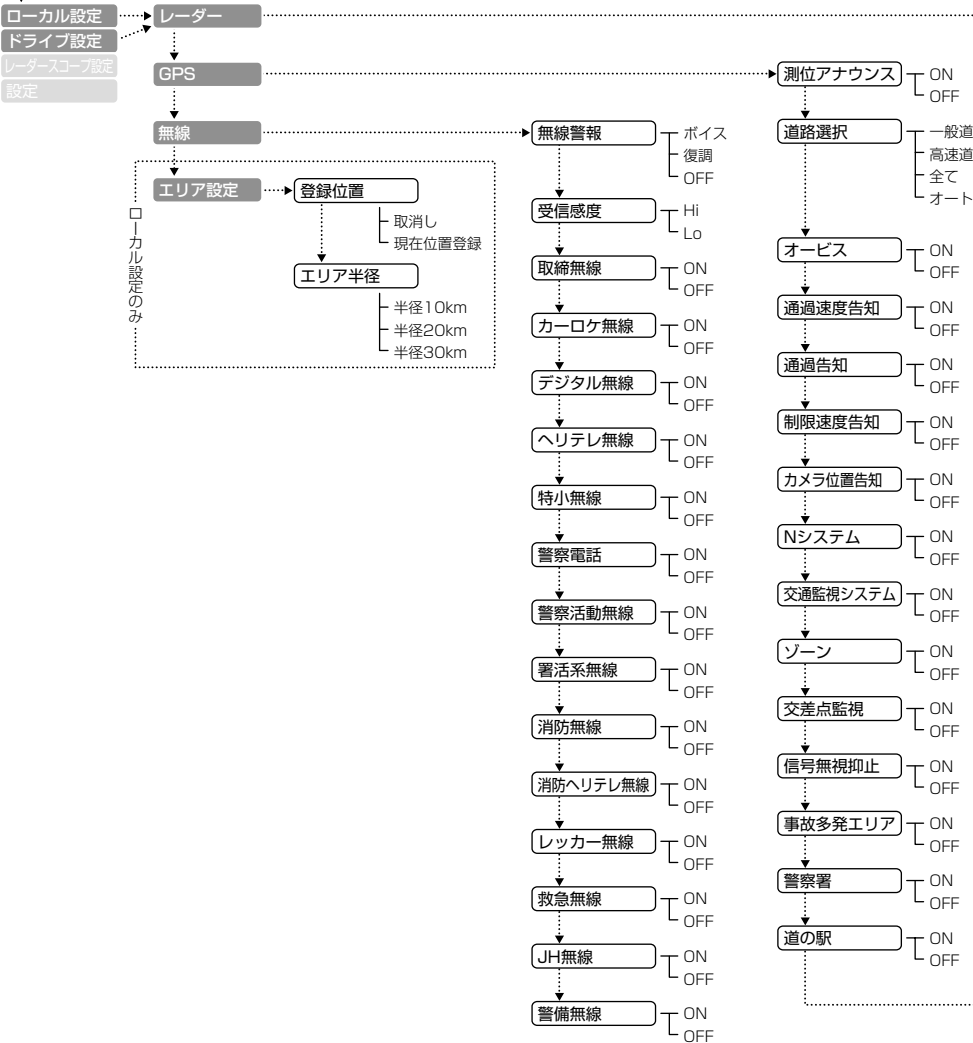 ローカル設定
ドライブ設定
レーダースコープ設定
設定
レーダー
GPS
無線
エリア設定
ローカル設定のみ
登録位置
取消し
現在位置登録
エリア半径
半径10km
半径20km
半径30km
無線警報
ボイス
復調
OFF
受信感度
Hi
Lo
取締無線
ON
OFF
カーロケ無線
ON
OFF
デジタル無線
ON
OFF
ヘリテレ無線
ON
OFF
特小無線
ON
OFF
警察電話
ON
OFF
警察活動無線
ON
OFF
署活系無線
ON
OFF
消防無線
ON
OFF
消防ヘリテレ無線
ON
OFF
レッカー無線
ON
OFF
救急無線
ON
OFF
JH無線
ON
OFF
警備無線
ON
OFF
測位アナウンス
ON
OFF
道路選択
一般道
高速道
全て
オート
オービス
ON
OFF
通過速度告知
ON
OFF
通過告知
ON
OFF
制限速度告知
ON
OFF
カメラ位置告知
ON
OFF
Nシステム
ON
OFF
交通監視システム
ON
OFF
ゾーン
ON
OFF
交差点監視
ON
OFF
信号無視抑止
ON
OFF
事故多発エリア
ON
OFF
警察署
ON
OFF
道の駅
ON
OFF